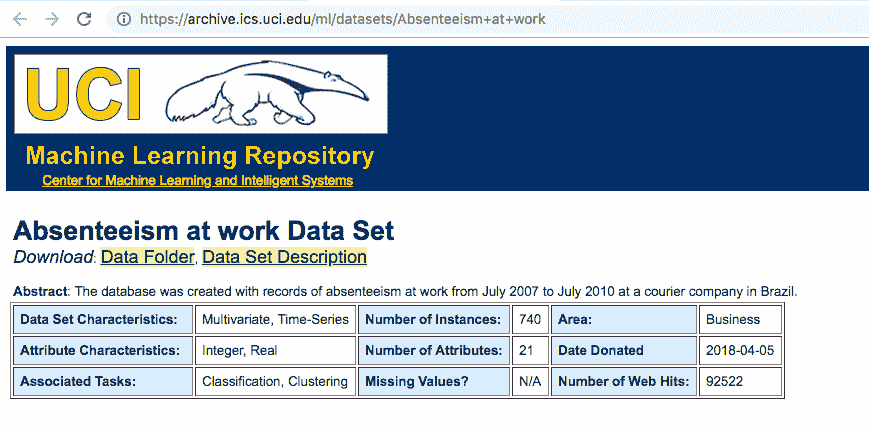 https://archive.ics.uci.edu/ml/datasets/Absenteeism+at+work
UCI
Machine Learning Repository
Center for Machine Learning and Intelligent Systems
Absenteeism at work Data Set
Download: Data Folder, Data Set Description
Abstract: The database was created with records of absenteeism at work from July 2007 to July 2010 at a courier company in Brazil.
Data Set Characteristics: Multivariate, Time-Series Number of Instances: 740 Area: Business
Attribute Characteristics: Integer, Real Number of Attributes: 21 Date Donated 2018-04-05
Associated Tasks: Classification, Clustering Missing Values? N/A Number of Web Hits: 92522